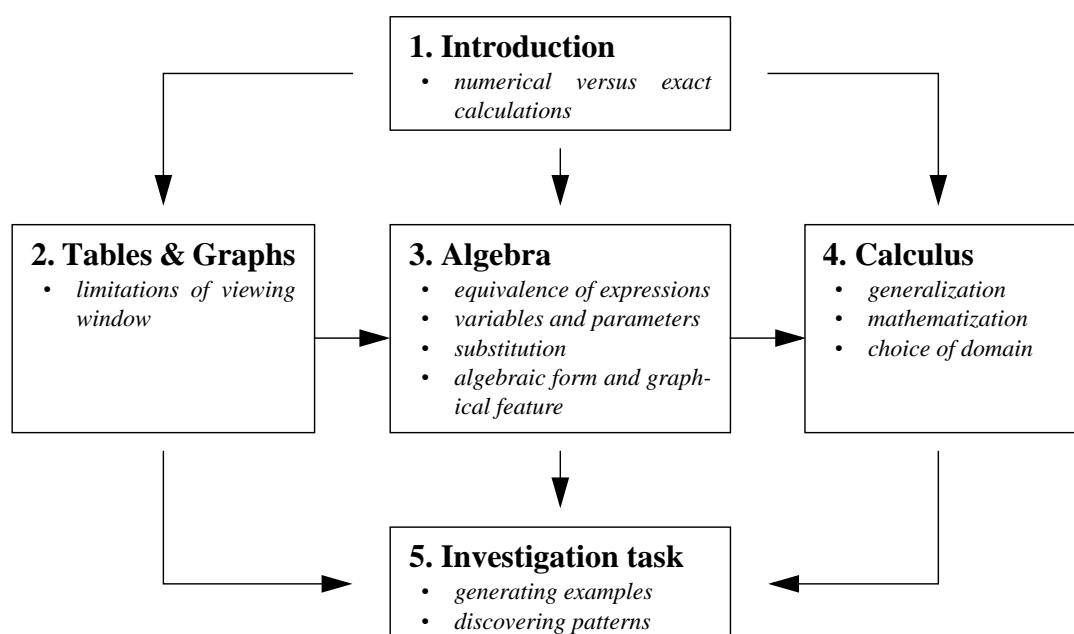 1. Introduction
• numerical versus exact
calculations
2. Tables & Graphs
• limitations of viewing
window
3. Algebra
• equivalence of expressions
• variables and parameters
• substitution
• algebraic form and graph-
ical feature
4. Calculus
• generalization
• mathematization
• choice of domain
5. Investigation task
• generating examples
• discovering patterns